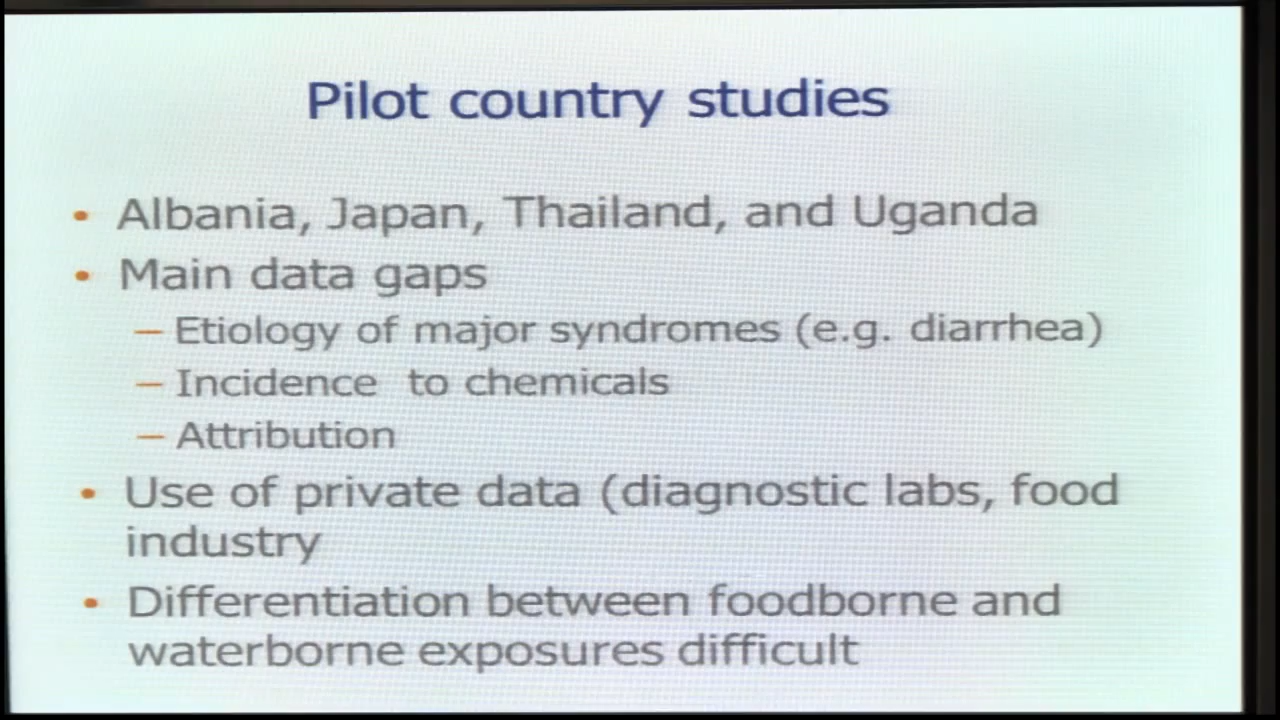 Pilot country studies
• Albania, Japan, Thailand, and Uganda
• Main data gaps
– Etiology of major syndromes (e.g. diarrhea)
– Incidence to chemicals
– Attribution
• Use of private data (diagnostic labs, food
industry
• Differentiation between foodborne and
waterborne exposures difficult